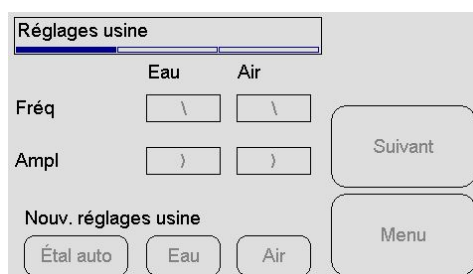 Réglages usine
Eau Air
Fréq \ \
Ampl ) )
Suivant
Nouv. réglages usine
Étal auto Eau Air
Menu